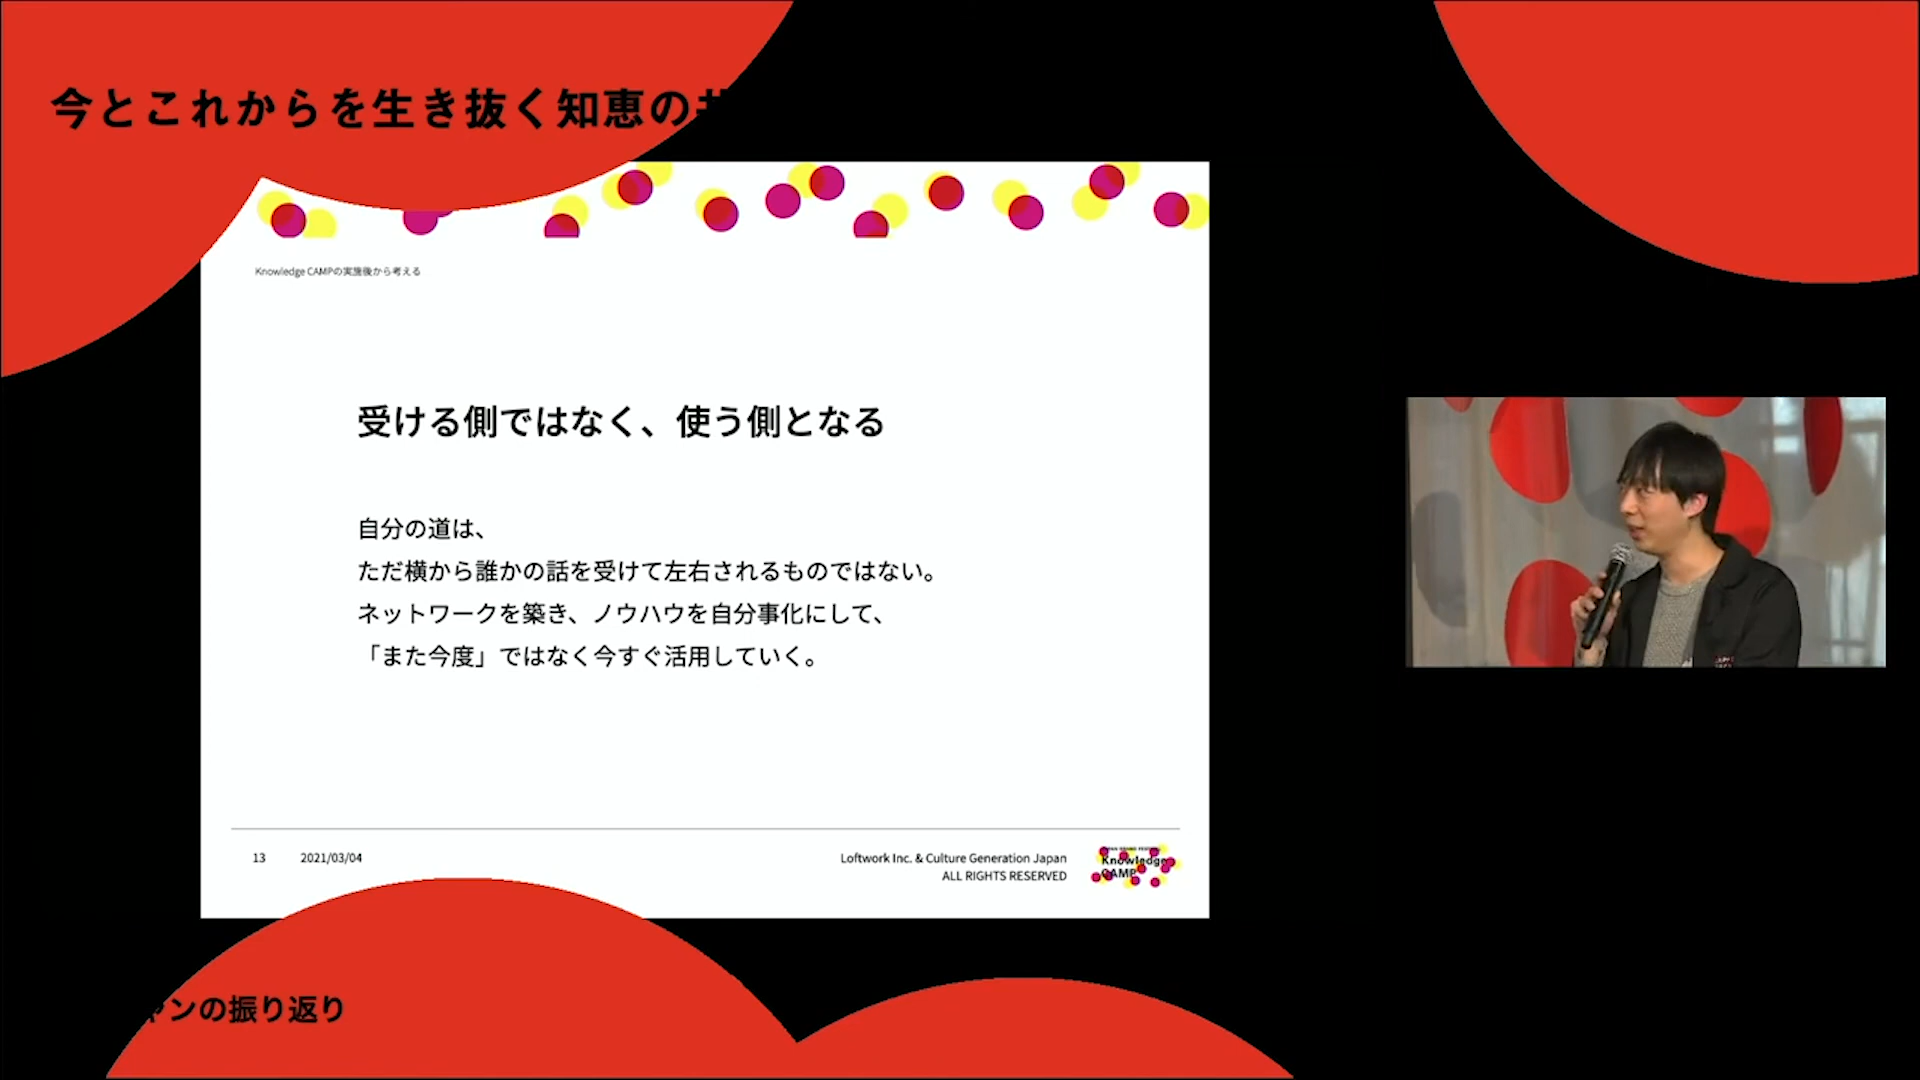 今とこれからを生き抜く知恵の
Knowledge CAMPの実施後から考える
受ける側ではなく、使う側となる
自分の道は、
ただ横から誰かの話を受けて左右されるものではない。
ネットワークを築き、ノウハウを自分事化にして、
「また今度」ではなく今すぐ活用していく。
13 2021/03/04
Loftwork Inc. & Culture Generation Japan
ALL RIGHTS RESERVED
Knowledge
CAMP
ンの振り返り